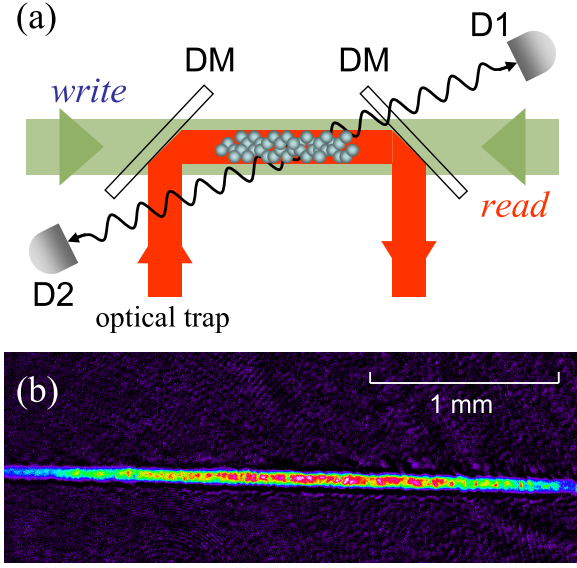 (a)
D1
DM
DM
write
read
D2
optical trap
(b)
1 mm